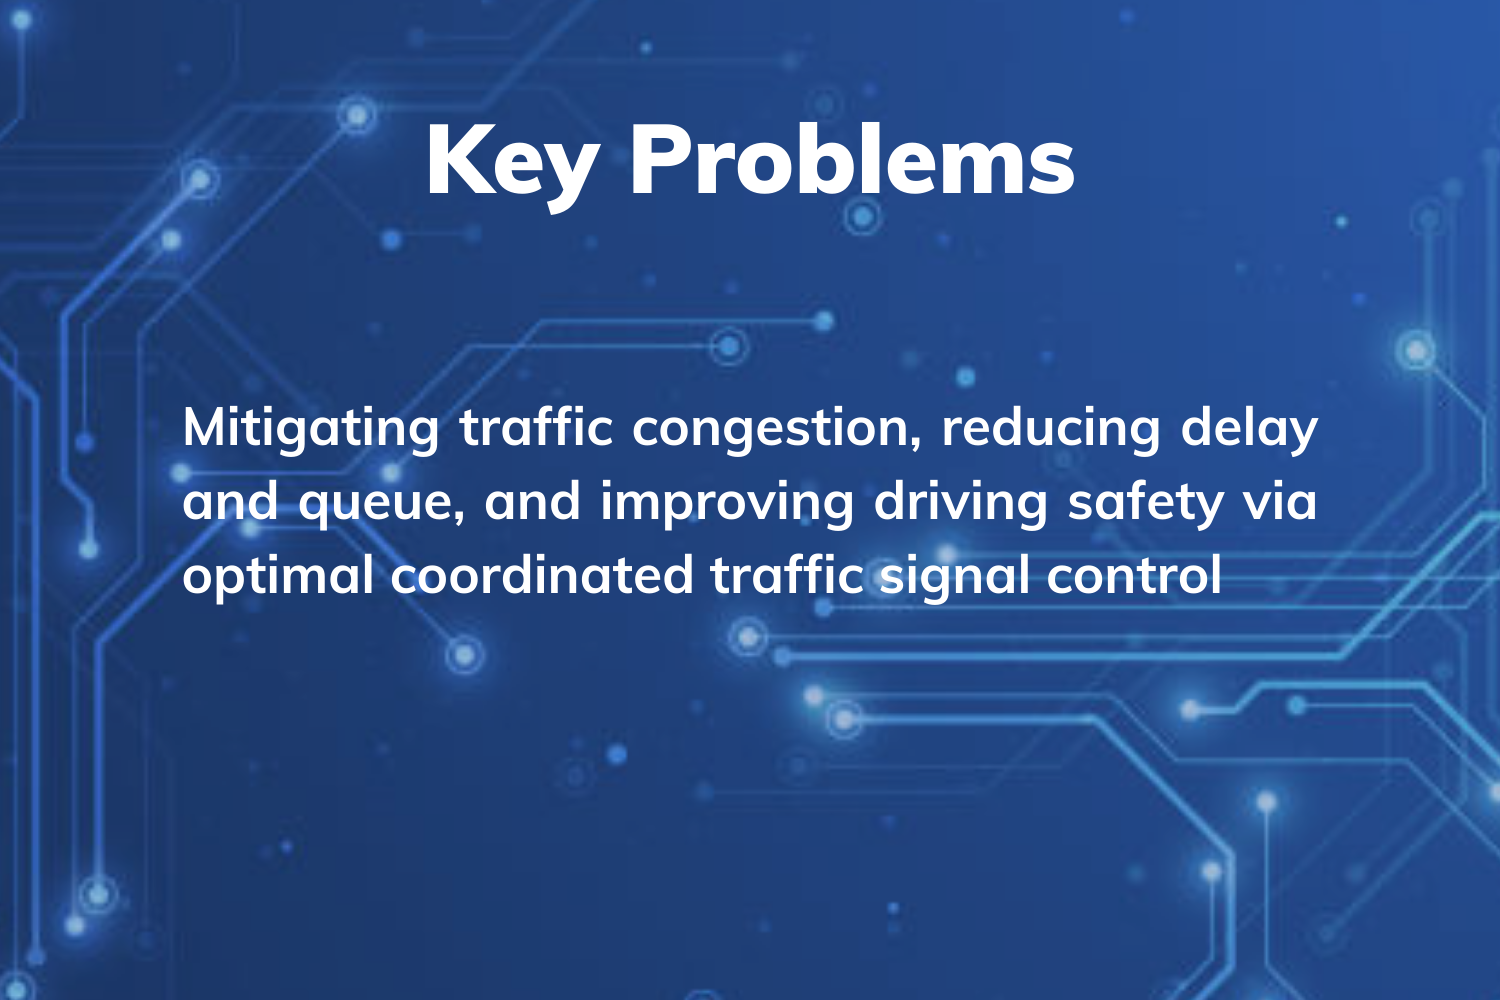 Key Problems
Mitigating traffic congestion, reducing delay
and queue, and improving driving safety via
optimal coordinated traffic signal control